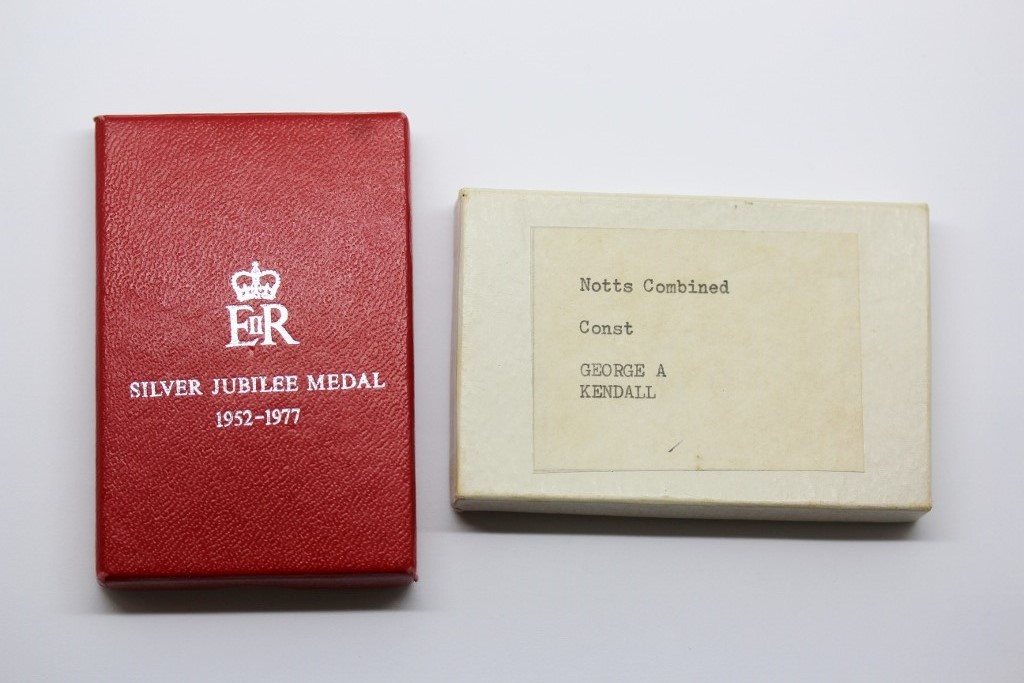 EIIR
SILVER JUBILEE MEDAL
1952-1977
Notts Combined
Const
GEORGE A
KENDALL